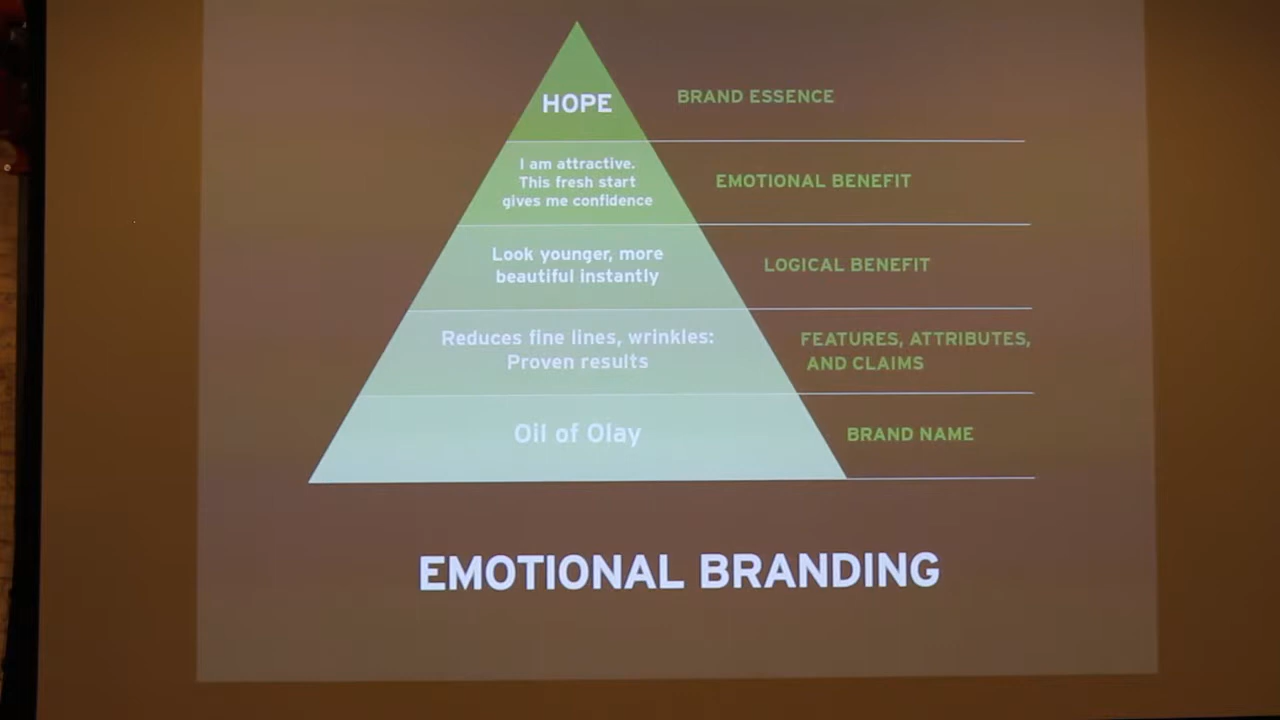 HOPE
BRAND ESSENCE
I am attractive.
This fresh start
gives me confidence
EMOTIONAL BENEFIT
Look younger, more
beautiful instantly
LOGICAL BENEFIT
Reduces fine lines, wrinkles:
Proven results
FEATURES, ATTRIBUTES,
AND CLAIMS
Oil of Olay
BRAND NAME
EMOTIONAL BRANDING